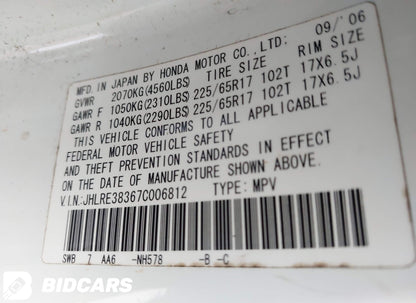 MFD. IN JAPAN BY HONDA MOTOR CO., LTD: 09/'06
GVWR 2070KG(4560LBS) TIRE SIZE RIM SIZE
GAWR F 1050KG(2310LBS) 225/65R17 102T 17X6.5J
GAWR R 1040KG(2290LBS) 225/65R17 102T 17X6.5J
THIS VEHICLE CONFORMS TO ALL APPLICABLE
FEDERAL MOTOR VEHICLE SAFETY
AND THEFT PREVENTION STANDARDS IN EFFECT
ON THE DATE OF MANUFACTURE SHOWN ABOVE.
V.I.N:JHLRE38367C006812 TYPE: MPV
SWB 7 AA6 -NH578 -B -C
BIDCARS